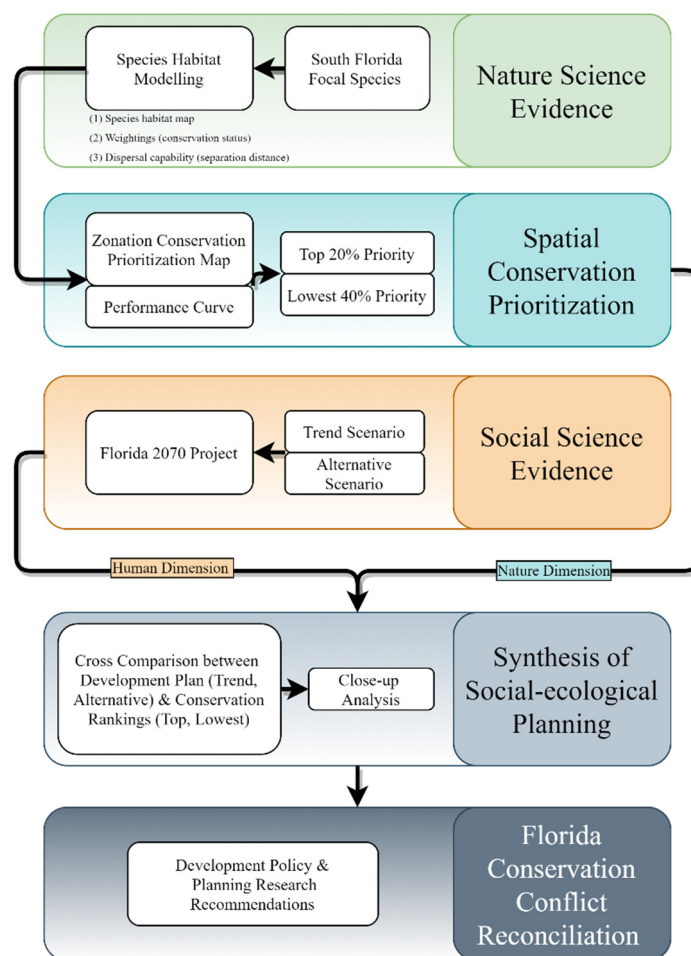 Species Habitat
Modelling
South Florida
Focal Species
Nature Science
Evidence
(1) Species habitat map
(2) Weightings (conservation status)
(3) Dispersal capability (separation distance)
Zonation Conservation
Prioritization Map
Performance Curve
Top 20% Priority
Lowest 40% Priority
Spatial
Conservation
Prioritization
Florida 2070 Project
Trend Scenario
Alternative
Scenario
Social Science
Evidence
Human Dimension
Nature Dimension
Cross Comparison between
Development Plan (Trend,
Alternative) & Conservation
Rankings (Top, Lowest)
Close-up
Analysis
Synthesis of
Social-ecological
Planning
Development Policy &
Planning Research
Recommendations
Florida
Conservation
Conflict
Reconciliation